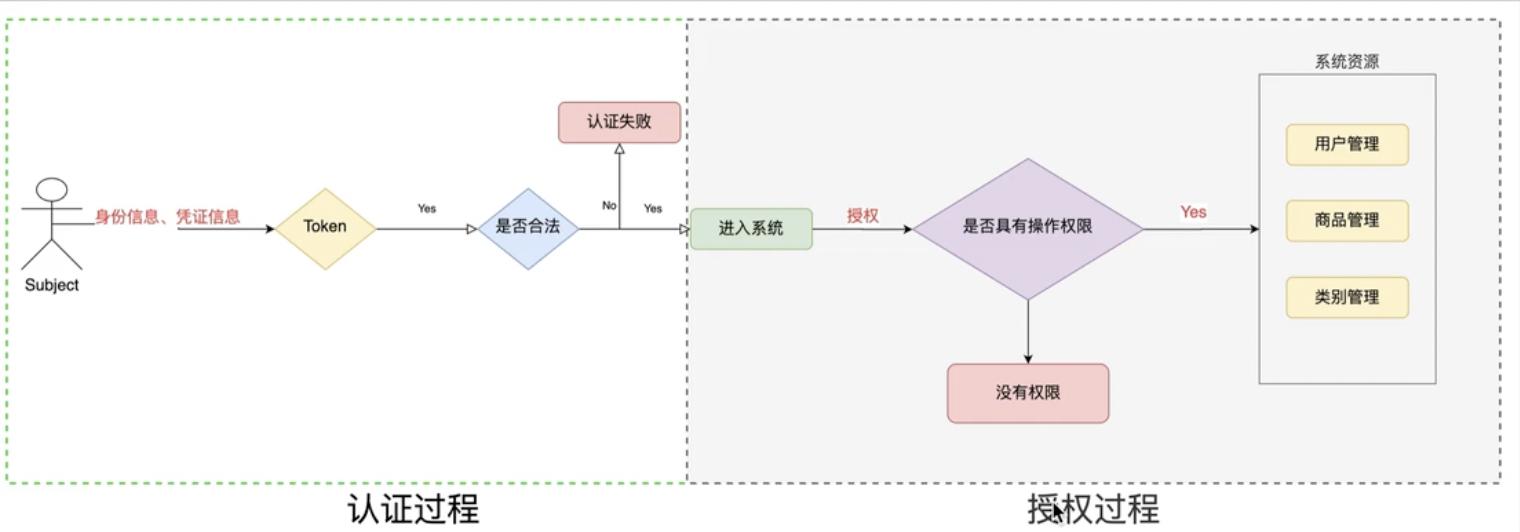 身份信息、凭证信息
Subject
Token
Yes
是否合法
No
Yes
认证失败
进入系统
授权
是否具有操作权限
Yes
没有权限
系统资源
用户管理
商品管理
类别管理
认证过程
授权过程